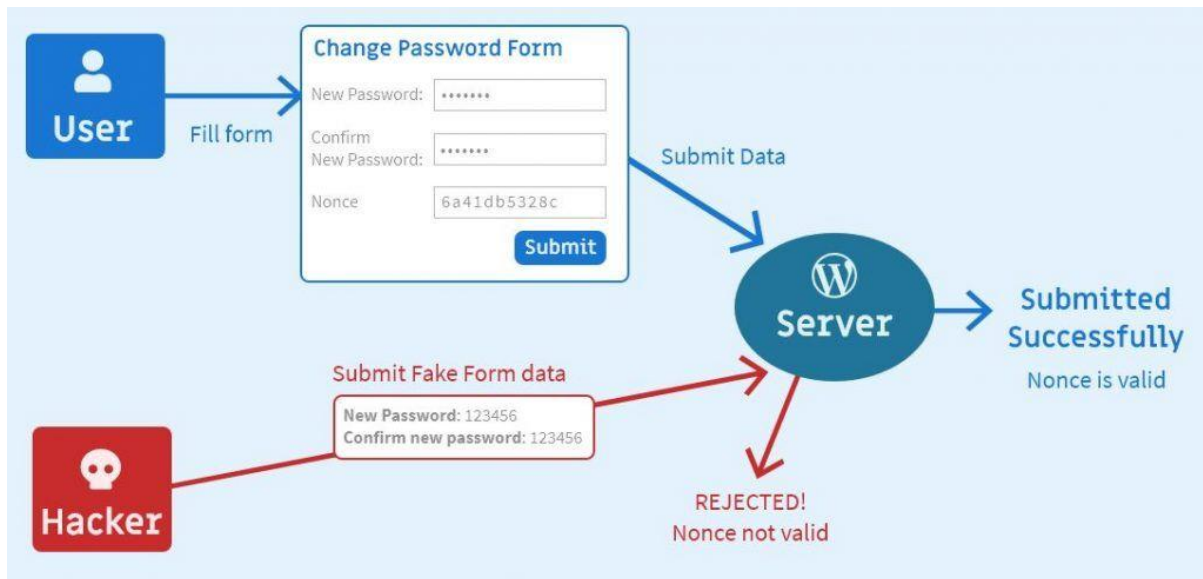 User
Fill form
Change Password Form
New Password: •••••••
Confirm
New Password: •••••••
Nonce 6a41db5328c
Submit
Submit Data
Server
Submitted
Successfully
Nonce is valid
Submit Fake Form data
New Password: 123456
Confirm new password: 123456
Hacker
REJECTED!
Nonce not valid